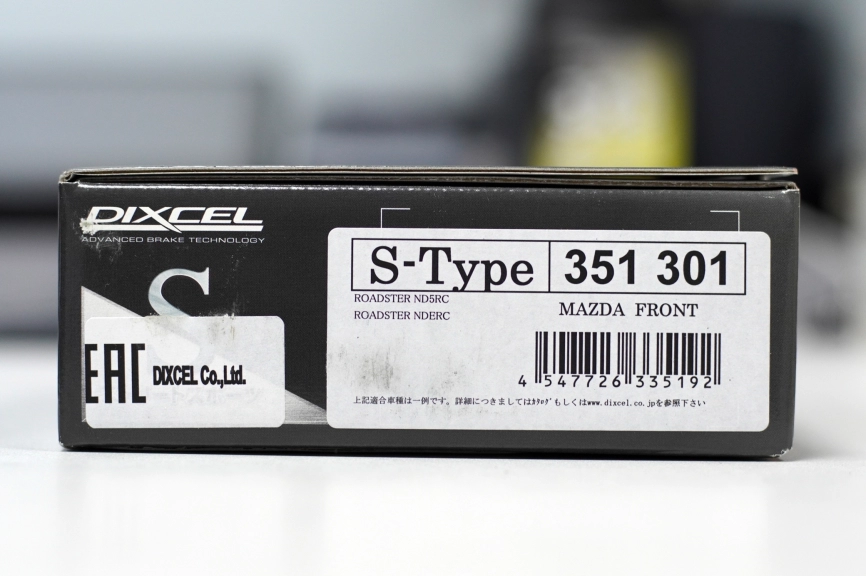 DIXCEL
ADVANCED BRAKE TECHNOLOGY
S
S-Type 351 301
ROADSTER ND5RC
ROADSTER NDERC
MAZDA FRONT
4 547726 335192
上記適合車種は一例です。詳細につきましてはｶﾀﾛｸﾞもしくはwww.dixcel.co.jpを参照下さい
EAC DIXCEL Co.,Ltd.